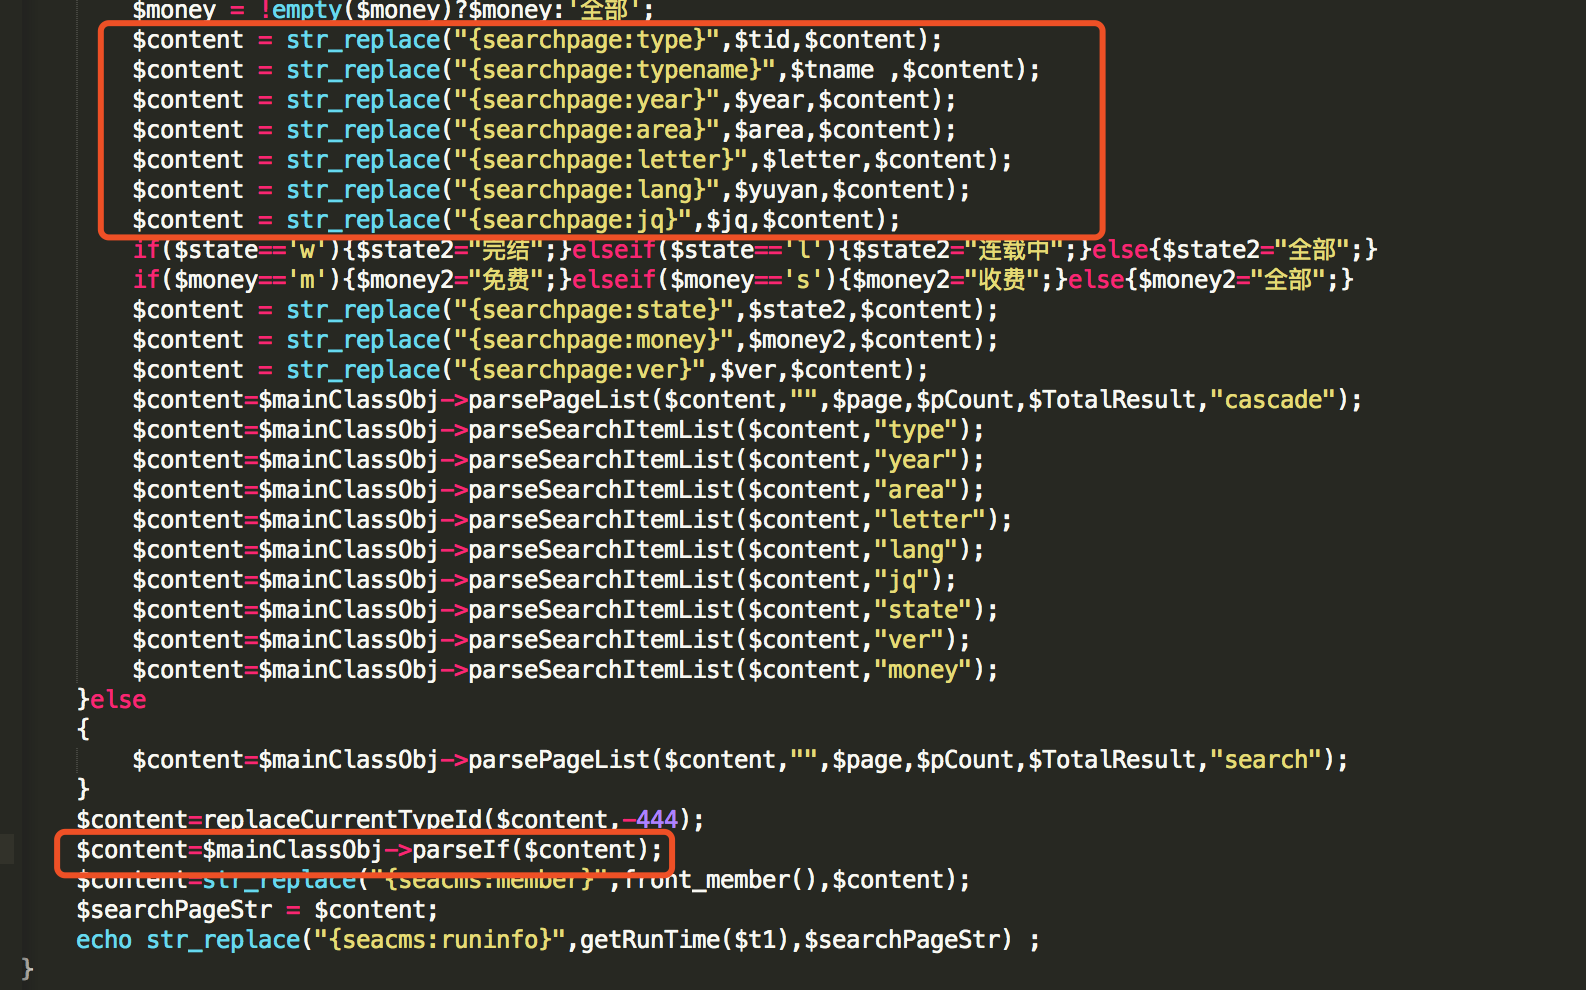 $money = !empty($money)?$money:'全部';
$content = str_replace("{searchpage:type}",$tid,$content);
$content = str_replace("{searchpage:typename}",$tname ,$content);
$content = str_replace("{searchpage:year}",$year,$content);
$content = str_replace("{searchpage:area}",$area,$content);
$content = str_replace("{searchpage:letter}",$letter,$content);
$content = str_replace("{searchpage:lang}",$yuyan,$content);
$content = str_replace("{searchpage:jq}",$jq,$content);
if($state=='w'){$state2="完结";}elseif($state=='l'){$state2="连载中";}else{$state2="全部";}
if($money=='m'){$money2="免费";}elseif($money=='s'){$money2="收费";}else{$money2="全部";}
$content = str_replace("{searchpage:state}",$state2,$content);
$content = str_replace("{searchpage:money}",$money2,$content);
$content = str_replace("{searchpage:ver}",$ver,$content);
$content=$mainClassObj->parsePageList($content,"",$page,$pCount,$TotalResult,"cascade");
$content=$mainClassObj->parseSearchItemList($content,"type");
$content=$mainClassObj->parseSearchItemList($content,"year");
$content=$mainClassObj->parseSearchItemList($content,"area");
$content=$mainClassObj->parseSearchItemList($content,"letter");
$content=$mainClassObj->parseSearchItemList($content,"lang");
$content=$mainClassObj->parseSearchItemList($content,"jq");
$content=$mainClassObj->parseSearchItemList($content,"state");
$content=$mainClassObj->parseSearchItemList($content,"ver");
$content=$mainClassObj->parseSearchItemList($content,"money");
}else
{
$content=$mainClassObj->parsePageList($content,"",$page,$pCount,$TotalResult,"search");
}
$content=replaceCurrentTypeId($content,-444);
$content=$mainClassObj->parseIf($content);
$content=str_replace("{seacms:member}",front_member(),$content);
$searchPageStr = $content;
echo str_replace("{seacms:runinfo}",getRunTime($t1),$searchPageStr) ;
}